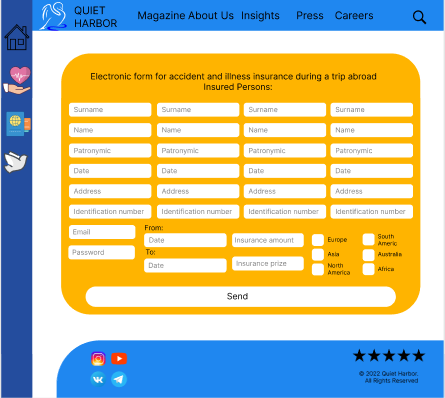 QUIET
HARBOR
Magazine About Us Insights Press Careers
Electronic form for accident and illness insurance during a trip abroad
Insured Persons:
Surname Surname Surname Surname
Name Name Name Name
Patronymic Patronymic Patronymic Patronymic
Date Date Date Date
Address Address Address Address
Identification number Identification number Identification number Identification number
Email
Password
From:
Date
To:
Date
Insurance amount
Insurance prize
Europe
Asia
North
America
South
Americ
Australia
Africa
Send
© 2022 Quiet Harbor.
All Rights Reserved